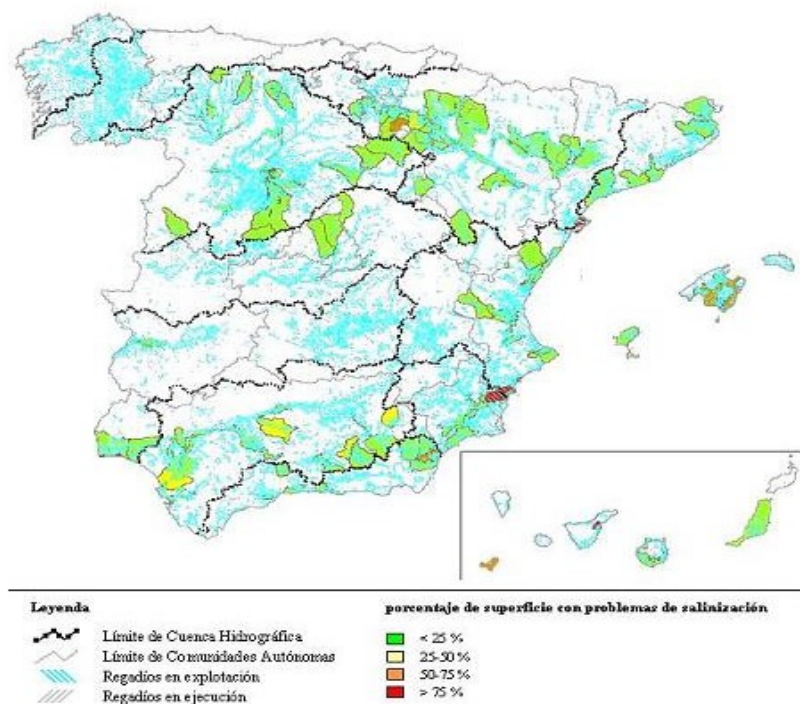 Leyenda
Límite de Cuenca Hidrográfica
Límite de Comunidades Autónomas
Regadíos en explotación
Regadíos en ejecución
porcentaje de superficie con problemas de salinización
< 25 %
25-50 %
50-75 %
> 75 %